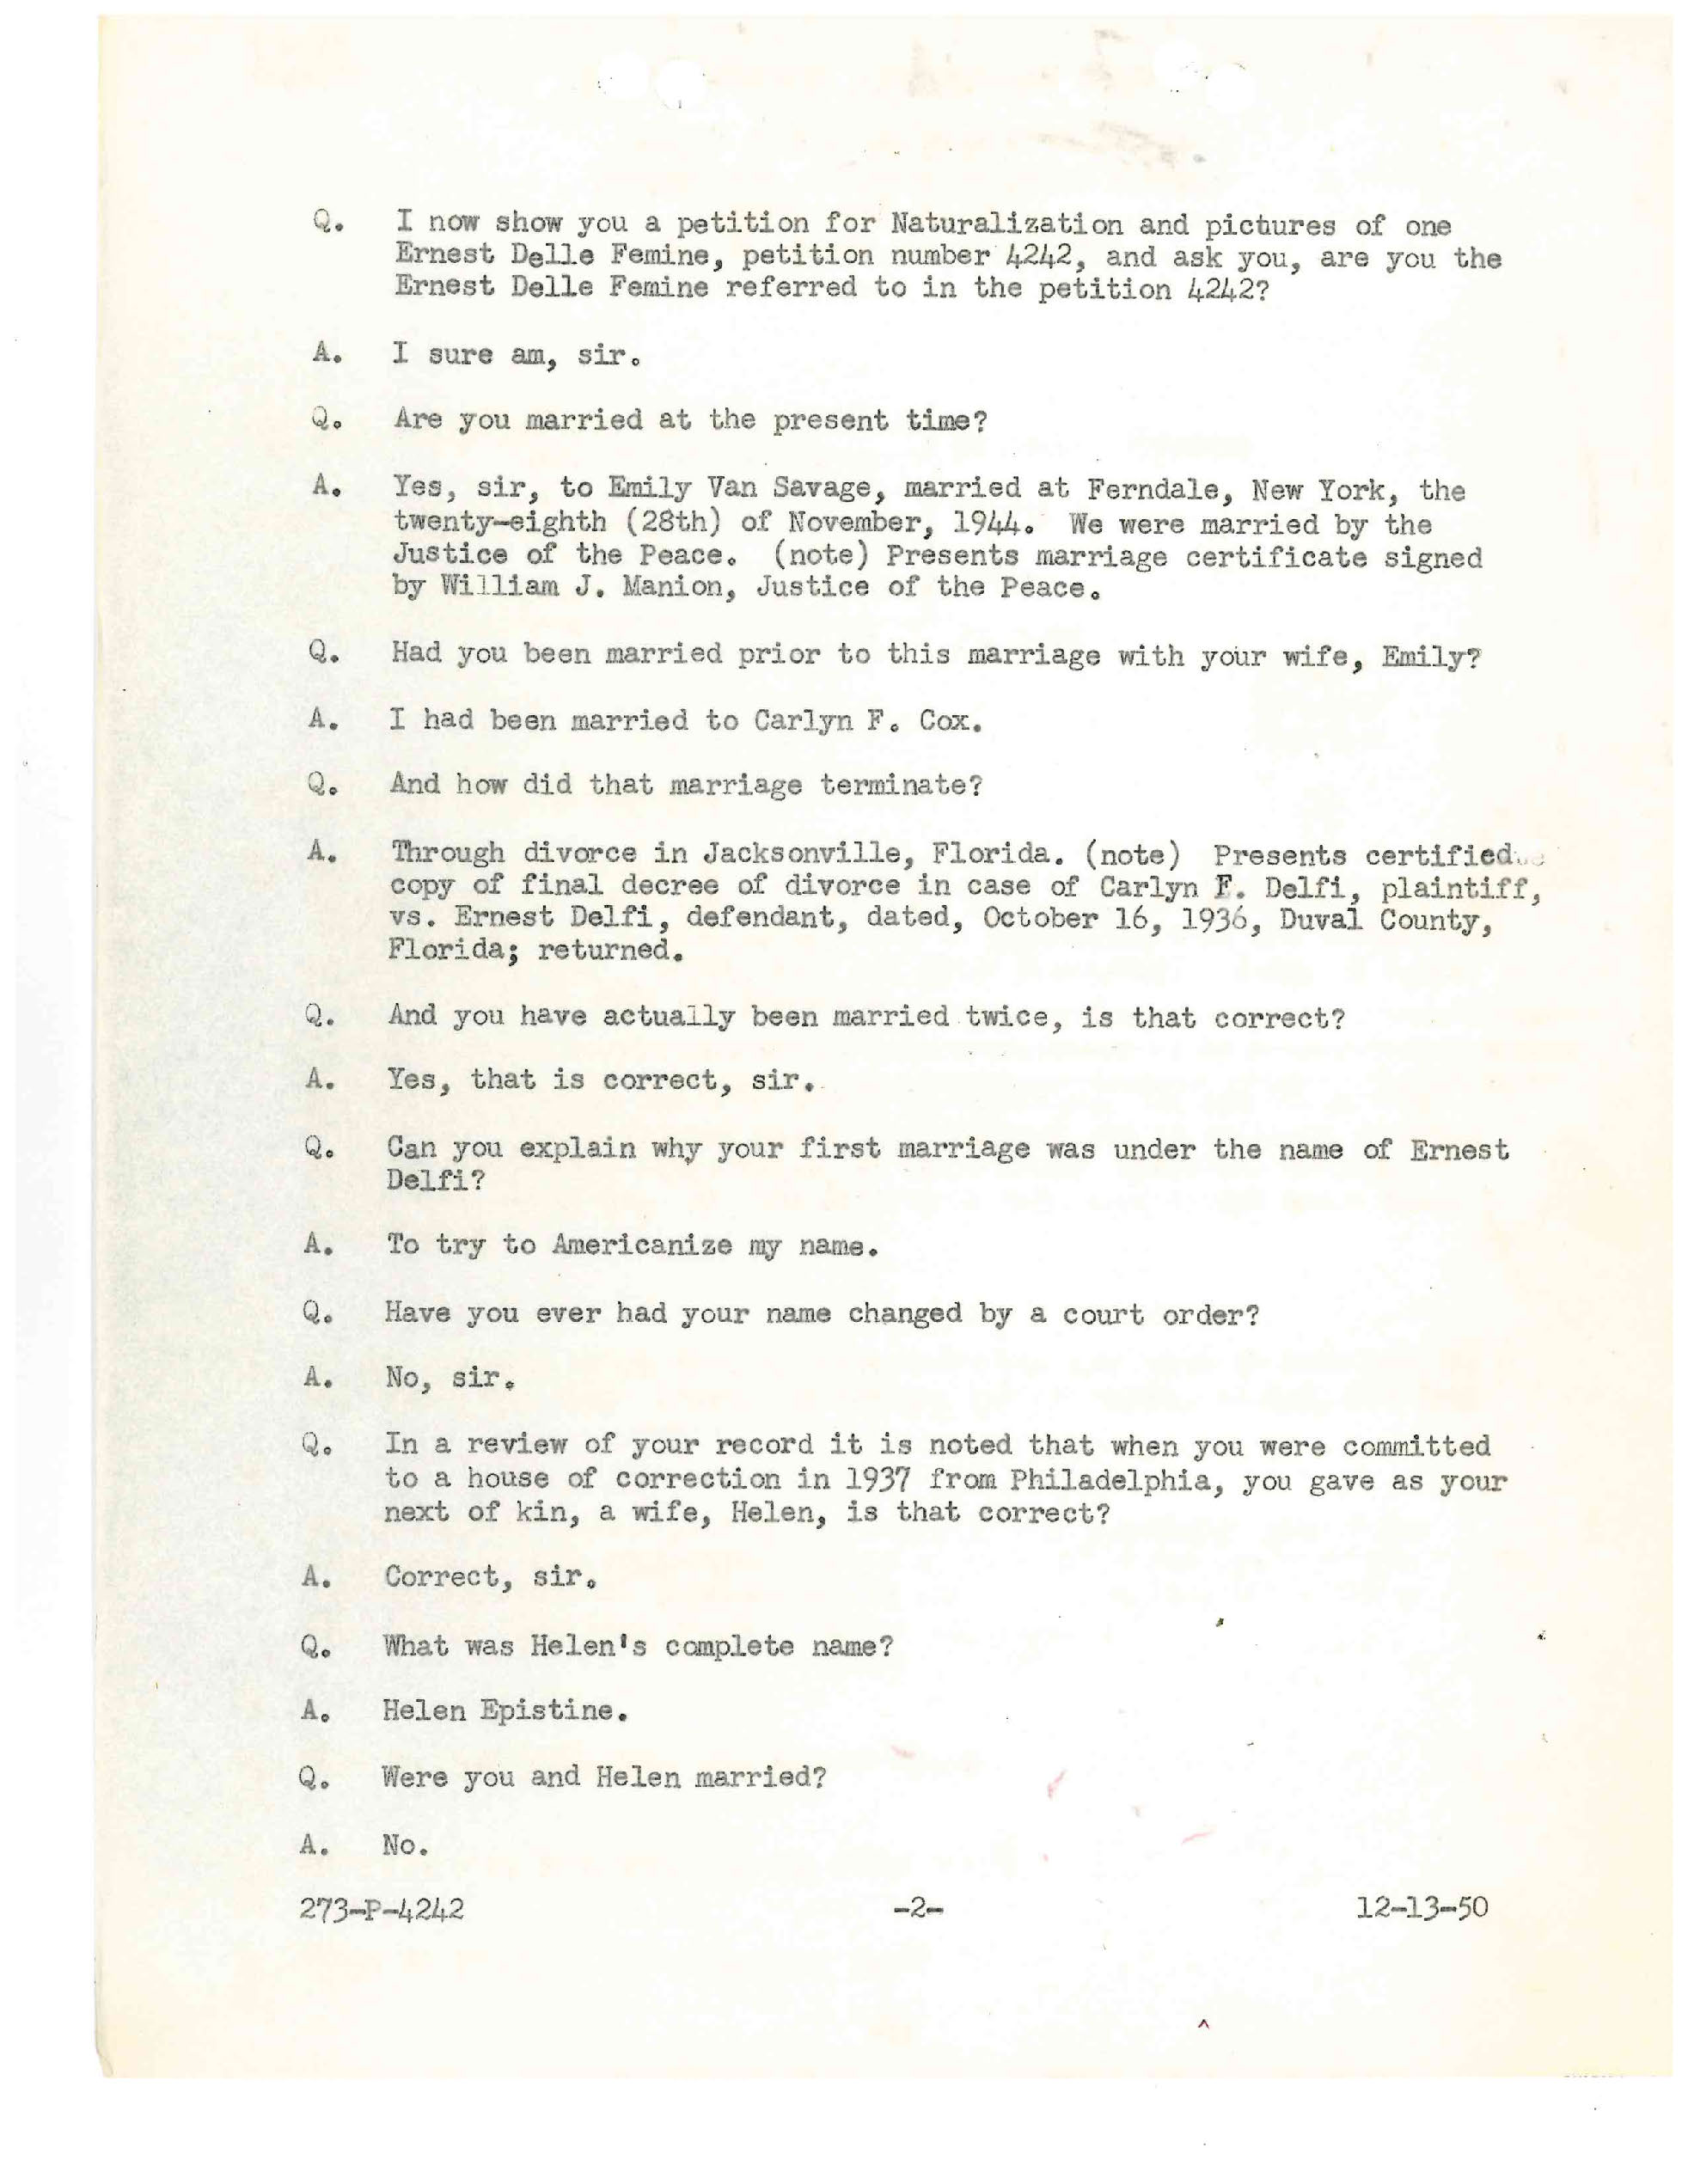 Q. I now show you a petition for Naturalization and pictures of one
Ernest Delle Femine, petition number 4242, and ask you, are you the
Ernest Delle Femine referred to in the petition 4242?
A. I sure am, sir.
Q. Are you married at the present time?
A. Yes, sir, to Emily Van Savage, married at Ferndale, New York, the
twenty-eighth (28th) of November, 1944. We were married by the
Justice of the Peace. (note) Presents marriage certificate signed
by William J. Manion, Justice of the Peace.
Q. Had you been married prior to this marriage with your wife, Emily?
A. I had been married to Carlyn F. Cox.
Q. And how did that marriage terminate?
A. Through divorce in Jacksonville, Florida. (note) Presents certified
copy of final decree of divorce in case of Carlyn F. Delfi, plaintiff,
vs. Ernest Delfi, defendant, dated, October 16, 1936, Duval County,
Florida; returned.
Q. And you have actually been married twice, is that correct?
A. Yes, that is correct, sir.
Q. Can you explain why your first marriage was under the name of Ernest
Delfi?
A. To try to Americanize my name.
Q. Have you ever had your name changed by a court order?
A. No, sir.
Q. In a review of your record it is noted that when you were committed
to a house of correction in 1937 from Philadelphia, you gave as your
next of kin, a wife, Helen, is that correct?
A. Correct, sir.
Q. What was Helen's complete name?
A. Helen Epistine.
Q. Were you and Helen married?
A. No.
273-P-4242 -2- 12-13-50